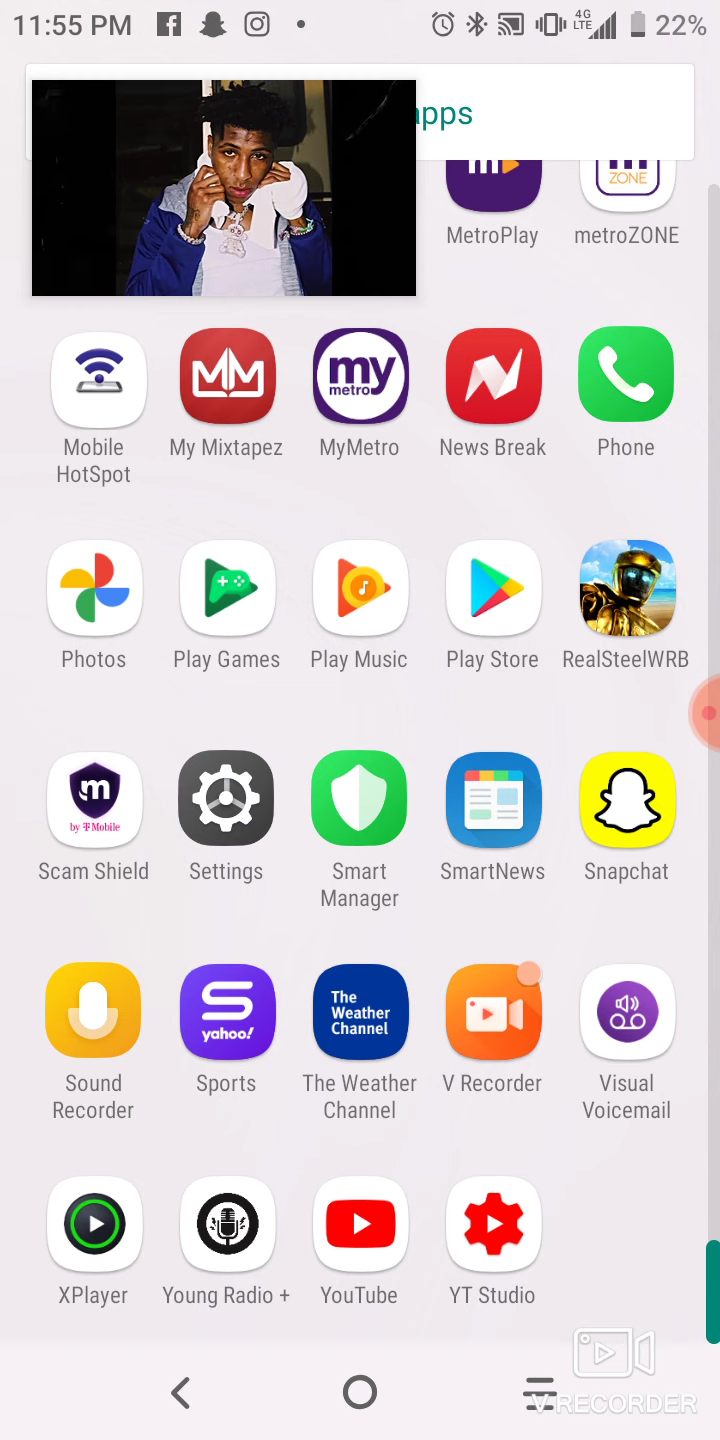 11:55 PM
4G
LTE
22%
apps
ZONE
MetroPlay
metroZONE
my
metro
Mobile
HotSpot
My Mixtapez
MyMetro
News Break
Phone
Photos
Play Games
Play Music
Play Store
RealSteelWRB
m
by T Mobile
Scam Shield
Settings
Smart
Manager
SmartNews
Snapchat
S
yahoo!
The
Weather
Channel
Sound
Recorder
Sports
The Weather
Channel
V Recorder
Visual
Voicemail
XPlayer
Young Radio +
YouTube
YT Studio
V RECORDER